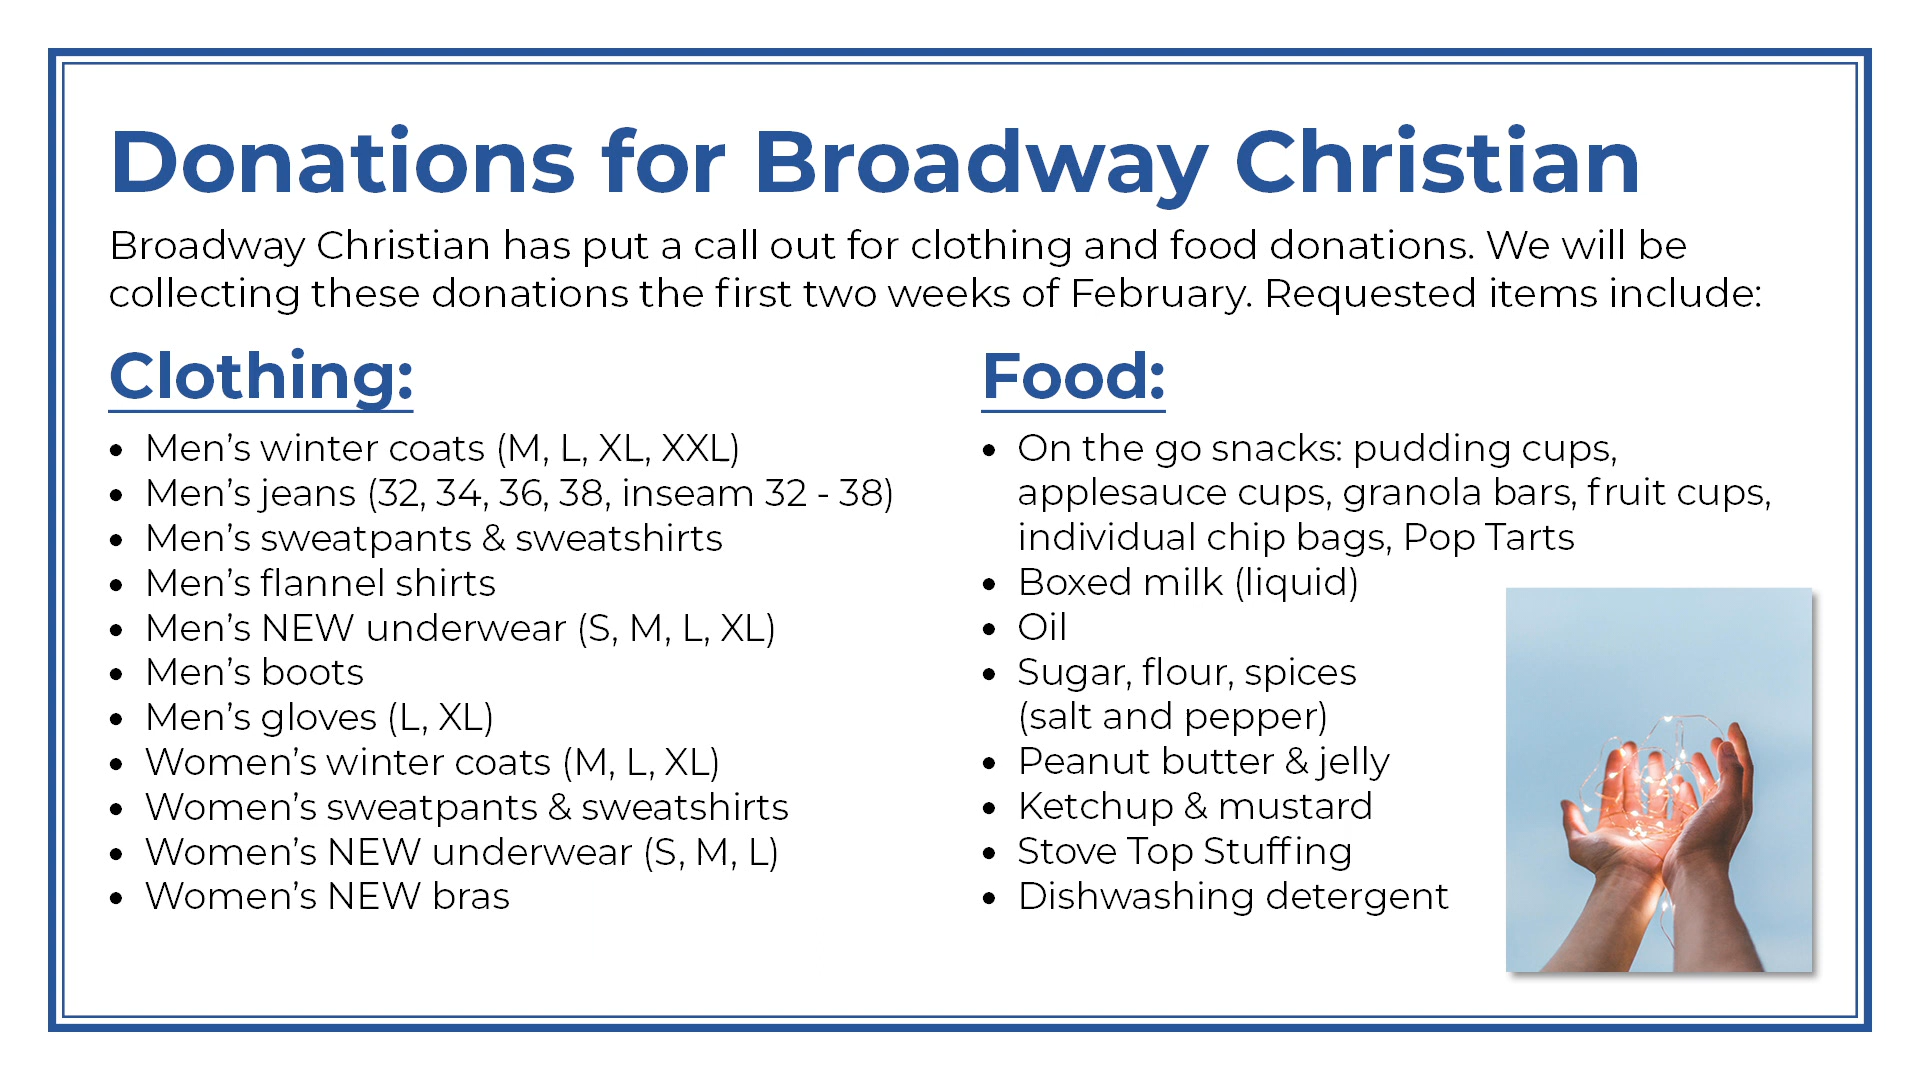 Donations for Broadway Christian
Broadway Christian has put a call out for clothing and food donations. We will be
collecting these donations the first two weeks of February. Requested items include:
Clothing:
• Men’s winter coats (M, L, XL, XXL)
• Men’s jeans (32, 34, 36, 38, inseam 32 - 38)
• Men’s sweatpants & sweatshirts
• Men’s flannel shirts
• Men’s NEW underwear (S, M, L, XL)
• Men’s boots
• Men’s gloves (L, XL)
• Women’s winter coats (M, L, XL)
• Women’s sweatpants & sweatshirts
• Women’s NEW underwear (S, M, L)
• Women’s NEW bras
Food:
• On the go snacks: pudding cups,
applesauce cups, granola bars, fruit cups,
individual chip bags, Pop Tarts
• Boxed milk (liquid)
• Oil
• Sugar, flour, spices
(salt and pepper)
• Peanut butter & jelly
• Ketchup & mustard
• Stove Top Stuffing
• Dishwashing detergent